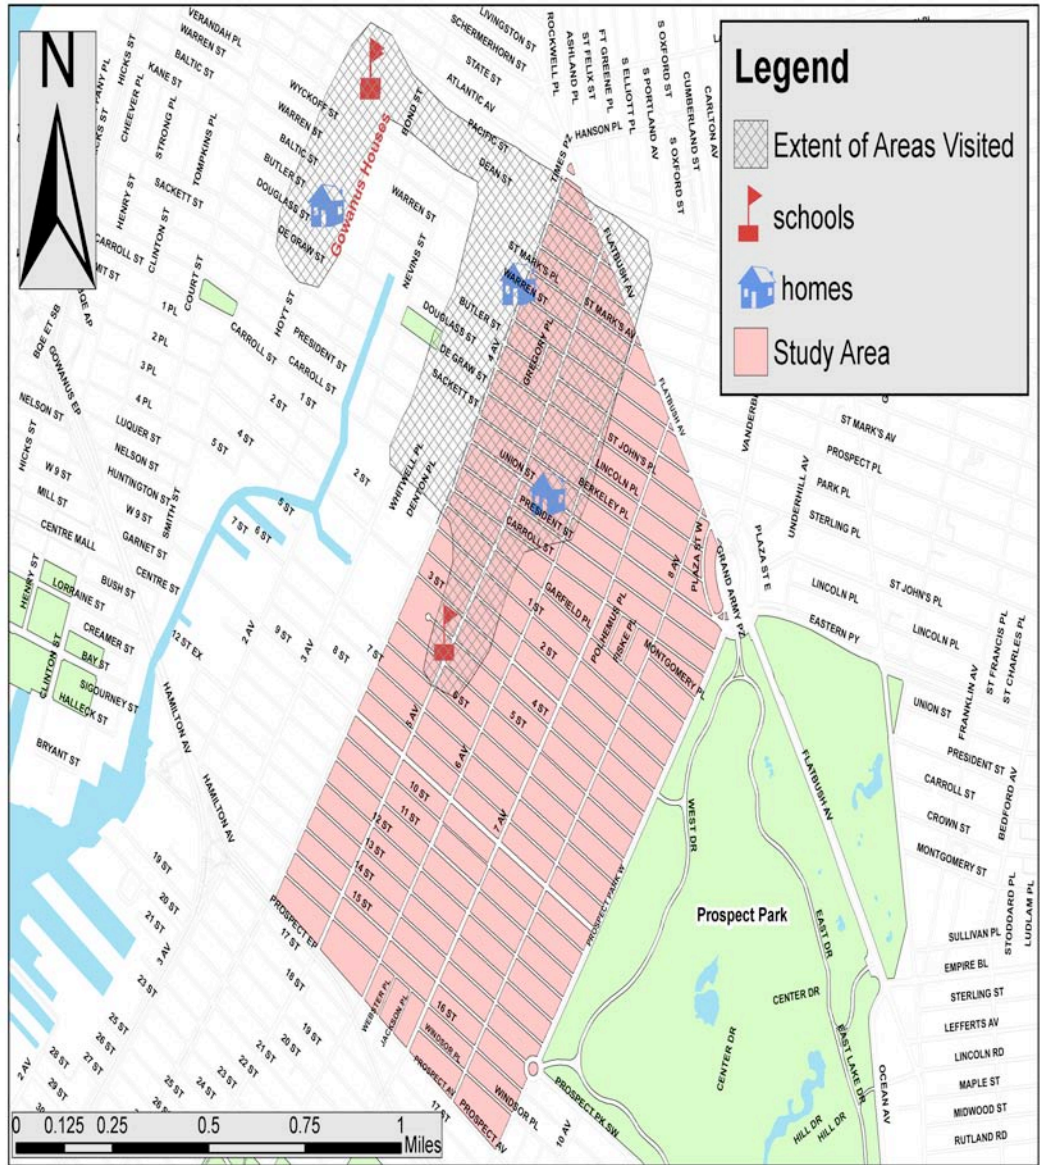 N
VERANDAH PL
WARREN ST
BALTIC ST
KANE ST
HICKS ST
CHEEVER PL
STRONG PL
TOMPKINS PL
HENRY ST
SACKETT ST
CLINTON ST
CARROLL ST
COURT ST
WYCKOFF ST
WARREN ST
BALTIC ST
BUTLER ST
DOUGLASS ST
DE GRAW ST
Gowanus Houses
BOND ST
LIVINGSTON ST
SCHERMERHORN ST
STATE ST
ATLANTIC AV
PACIFIC ST
DEAN ST
ROCKWELL PL
ASHLAND PL
ST FELIX ST
FT GREENE PL
S ELLIOTT PL
S OXFORD ST
S PORTLAND AV
CUMBERLAND ST
CARLTON AV
S OXFORD ST
HANSON PL
TIMES PZ
Legend
Extent of Areas Visited
schools
homes
Study Area
WARREN ST
NEVINS ST
HOYT ST
ST MARK'S PL
WARREN ST
FLATBUSH AV
ST MARK'S AV
BUTLER ST
DOUGLASS ST
DE GRAW ST
SACKETT ST
4 AV
GREGORY PL
FLATBUSH AV
BQE AP
BQE ET SB
GOWANUS EP
1 PL
2 PL
3 PL
4 PL
CARROLL ST
PRESIDENT ST
CARROLL ST
1 ST
2 ST
4 ST
5 ST
2 ST
NELSON ST
HICKS ST
LUQUER ST
NELSON ST
HUNTINGTON ST
W 9 ST
SMITH ST
W 9 ST
MILL ST
CENTRE MALL
GARNET ST
CENTRE ST
BUSH ST
HENRY ST
LORRAINE ST
CREAMER ST
BAY ST
SIGOURNEY ST
HALLECK ST
CLINTON ST
BRYANT ST
5 ST
6 ST
7 ST
12 ST EX
2 AV
9 ST
3 AV
8 ST
7 ST
HAMILTON AV
HAMILTON AV
WHITWELL PL
DENTON PL
UNION ST
PRESIDENT ST
CARROLL ST
ST JOHN'S PL
LINCOLN PL
BERKELEY PL
GARFIELD PL
POLHEMUS PL
FISKE PL
MONTGOMERY PL
8 AV
PLAZA ST W
GRAND ARMY PZ
PLAZA ST E
UNDERHILL AV
ST MARK'S AV
PROSPECT PL
PARK PL
STERLING PL
LINCOLN PL
EASTERN PY
ST JOHN'S PL
LINCOLN PL
ST FRANCIS PL
ST CHARLES PL
FRANKLIN AV
UNION ST
PRESIDENT ST
CARROLL ST
CROWN ST
MONTGOMERY ST
BEDFORD AV
STODDARD PL
LUDLAM PL
3 ST
1 ST
2 ST
4 ST
5 ST
6 ST
5 AV
6 AV
7 AV
10 ST
11 ST
12 ST
13 ST
14 ST
15 ST
PROSPECT EP
17 ST
PROSPECT PARK W
WEST DR
FLATBUSH AV
Prospect Park
EAST DR
CENTER DR
CENTER DR
EAST LAKE DR
HILL DR
HILL DR
OCEAN AV
SULLIVAN PL
EMPIRE BL
STERLING ST
LEFFERTS AV
LINCOLN RD
MAPLE ST
MIDWOOD ST
RUTLAND RD
19 ST
20 ST
21 ST
3 AV
23 ST
25 ST
26 ST
27 ST
28 ST
29 ST
2 AV
18 ST
19 ST
20 ST
21 ST
22 ST
23 ST
24 ST
25 ST
WEBSTER PL
JACKSON PL
16 ST
WINDSOR PL
PROSPECT AV
17 ST
PROSPECT AV
WINDSOR PL
10 AV
PROSPECT PK SW
0 0.125 0.25 0.5 0.75 1
Miles